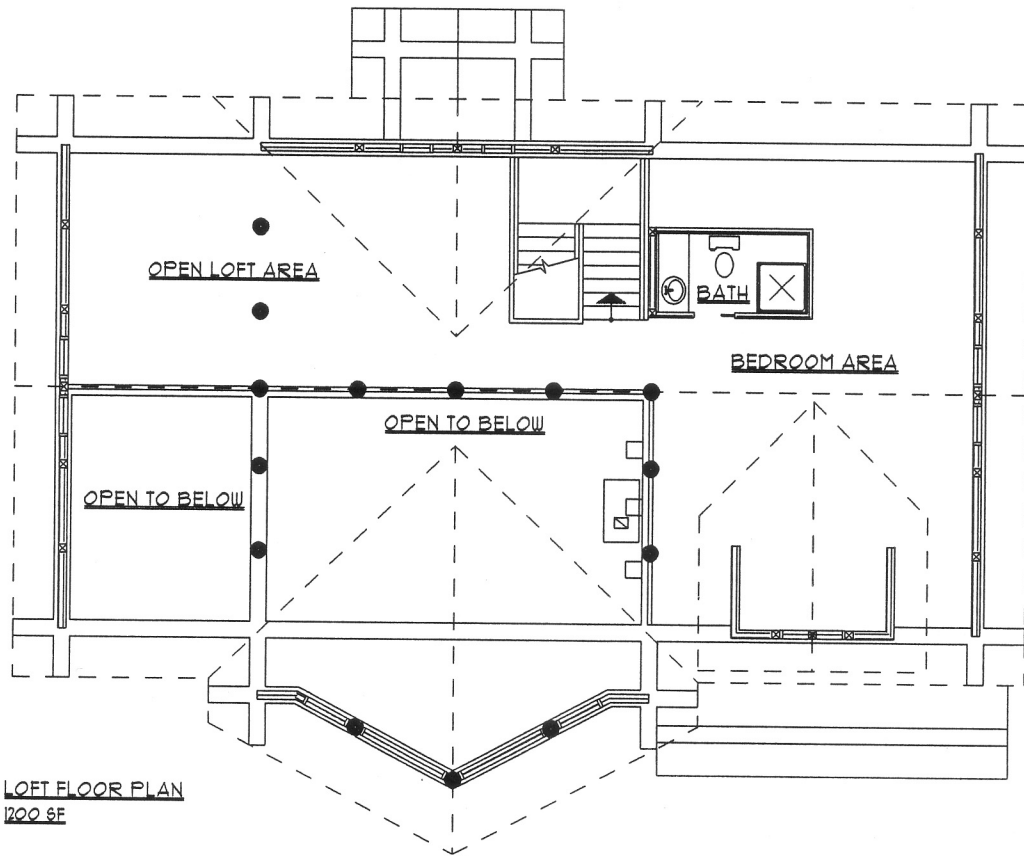 OPEN LOFT AREA
BATH
BEDROOM AREA
OPEN TO BELOW
OPEN TO BELOW
LOFT FLOOR PLAN
1200 SF